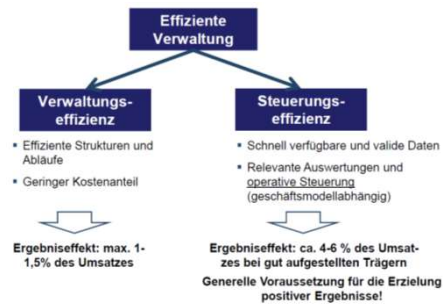 Effiziente
Verwaltung
Verwaltungs-
effizienz
▪ Effiziente Strukturen und
Abläufe
▪ Geringer Kostenanteil
Ergebniseffekt: max. 1-
1,5% des Umsatzes
Steuerungs-
effizienz
▪ Schnell verfügbare und valide Daten
▪ Relevante Auswertungen und
operative Steuerung
(geschäftsmodellabhängig)
Ergebniseffekt: ca. 4-6 % des Umsat-
zes bei gut aufgestellten Trägern
Generelle Voraussetzung für die Erzielung
positiver Ergebnisse!